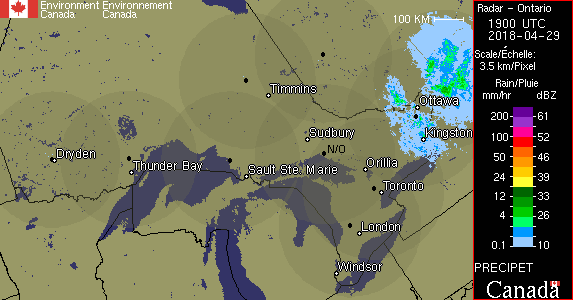 Environment Environnement
Canada Canada
100 KM
Timmins
Ottawa
Sudbury
Kingston
N/O
Dryden
Thunder Bay
Sault Ste. Marie
Orillia
Toronto
London
Windsor
Radar - Ontario
1900 UTC
2018-04-29
Scale/Échelle:
3.5 km/Pixel
Rain/Pluie
mm/hr dBZ
200 61
100 52
50 46
24 39
12 33
4 26
0.1 10
PRECIPET
Canada